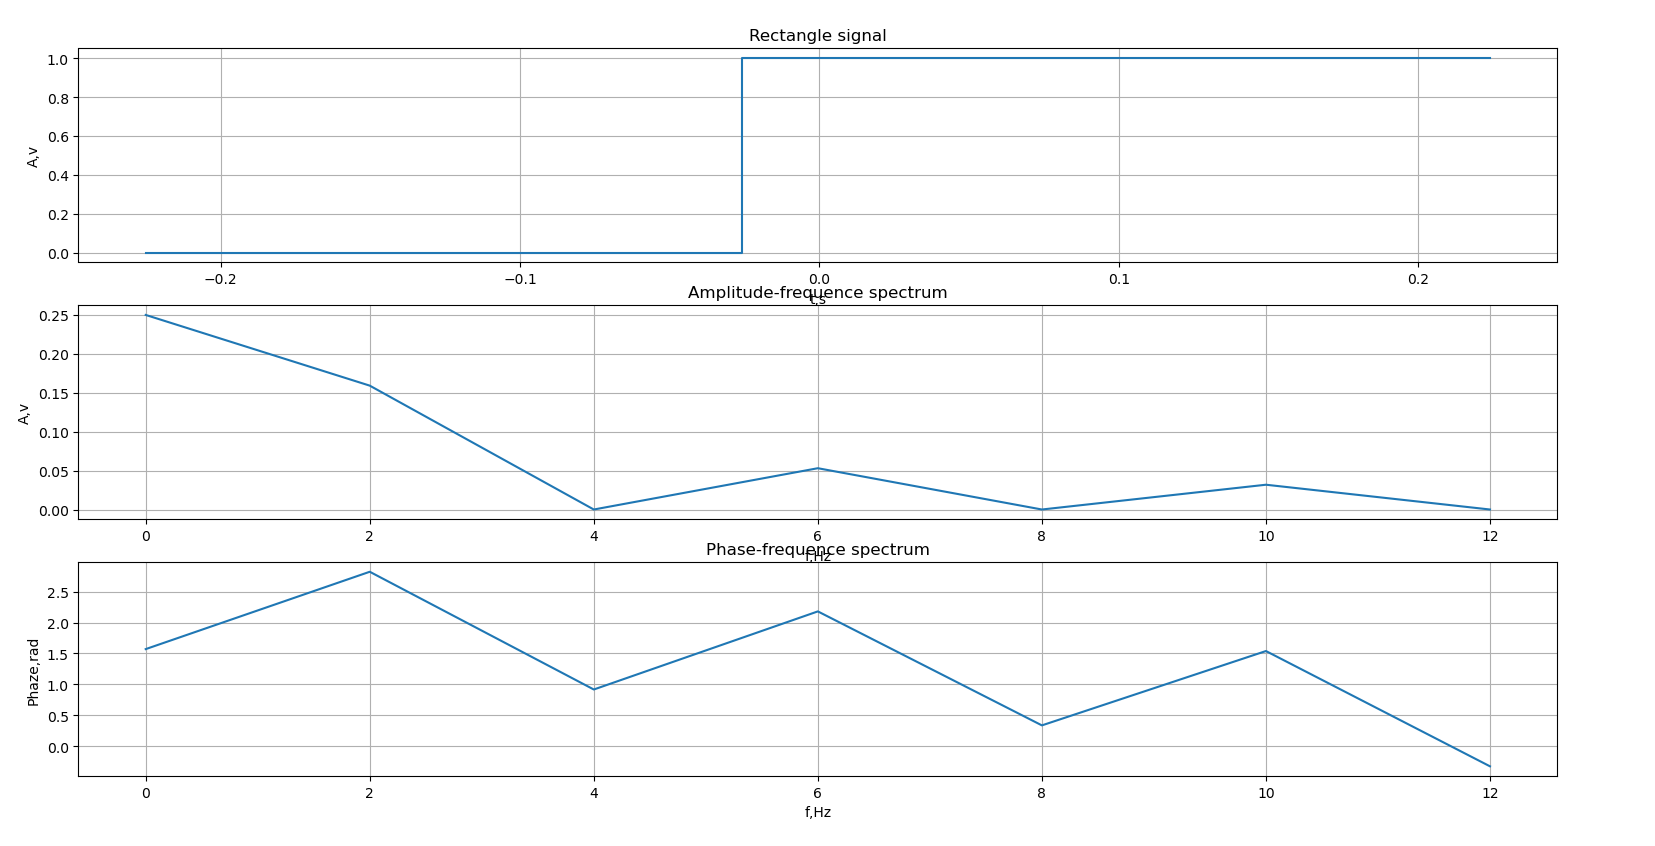 Rectangle signal
1.0
0.8
0.6
0.4
0.2
0.0
A,v
−0.2 −0.1 0.0 0.1 0.2
t,s
Amplitude-frequence spectrum
0.25
0.20
0.15
0.10
0.05
0.00
A,v
0 2 4 6 8 10 12
f,Hz
Phase-frequence spectrum
2.5
2.0
1.5
1.0
0.5
0.0
Phaze,rad
0 2 4 6 8 10 12
f,Hz